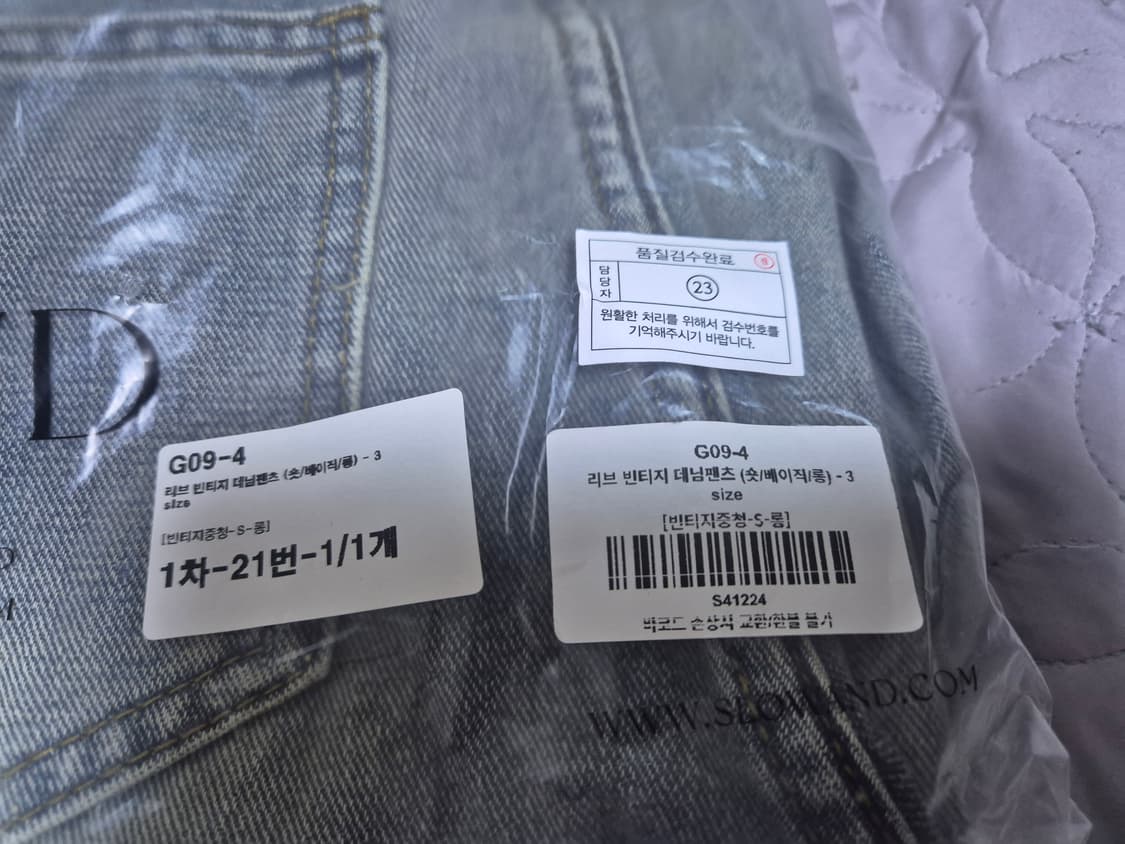 품질검수완료
담당자
23
원활한 처리를 위해서 검수번호를
기억해주시기 바랍니다.
G09-4
리브 빈티지 데님팬츠 (숏/베이직/롱) - 3
size
[빈티지중청-S-롱]
1차-21번-1/1개
G09-4
리브 빈티지 데님팬츠 (숏/베이직/롱) - 3
size
[빈티지중청-S-롱]
S41224
바코드 손상시 교환/환불 불가
WWW.SLOWAND.COM
ND